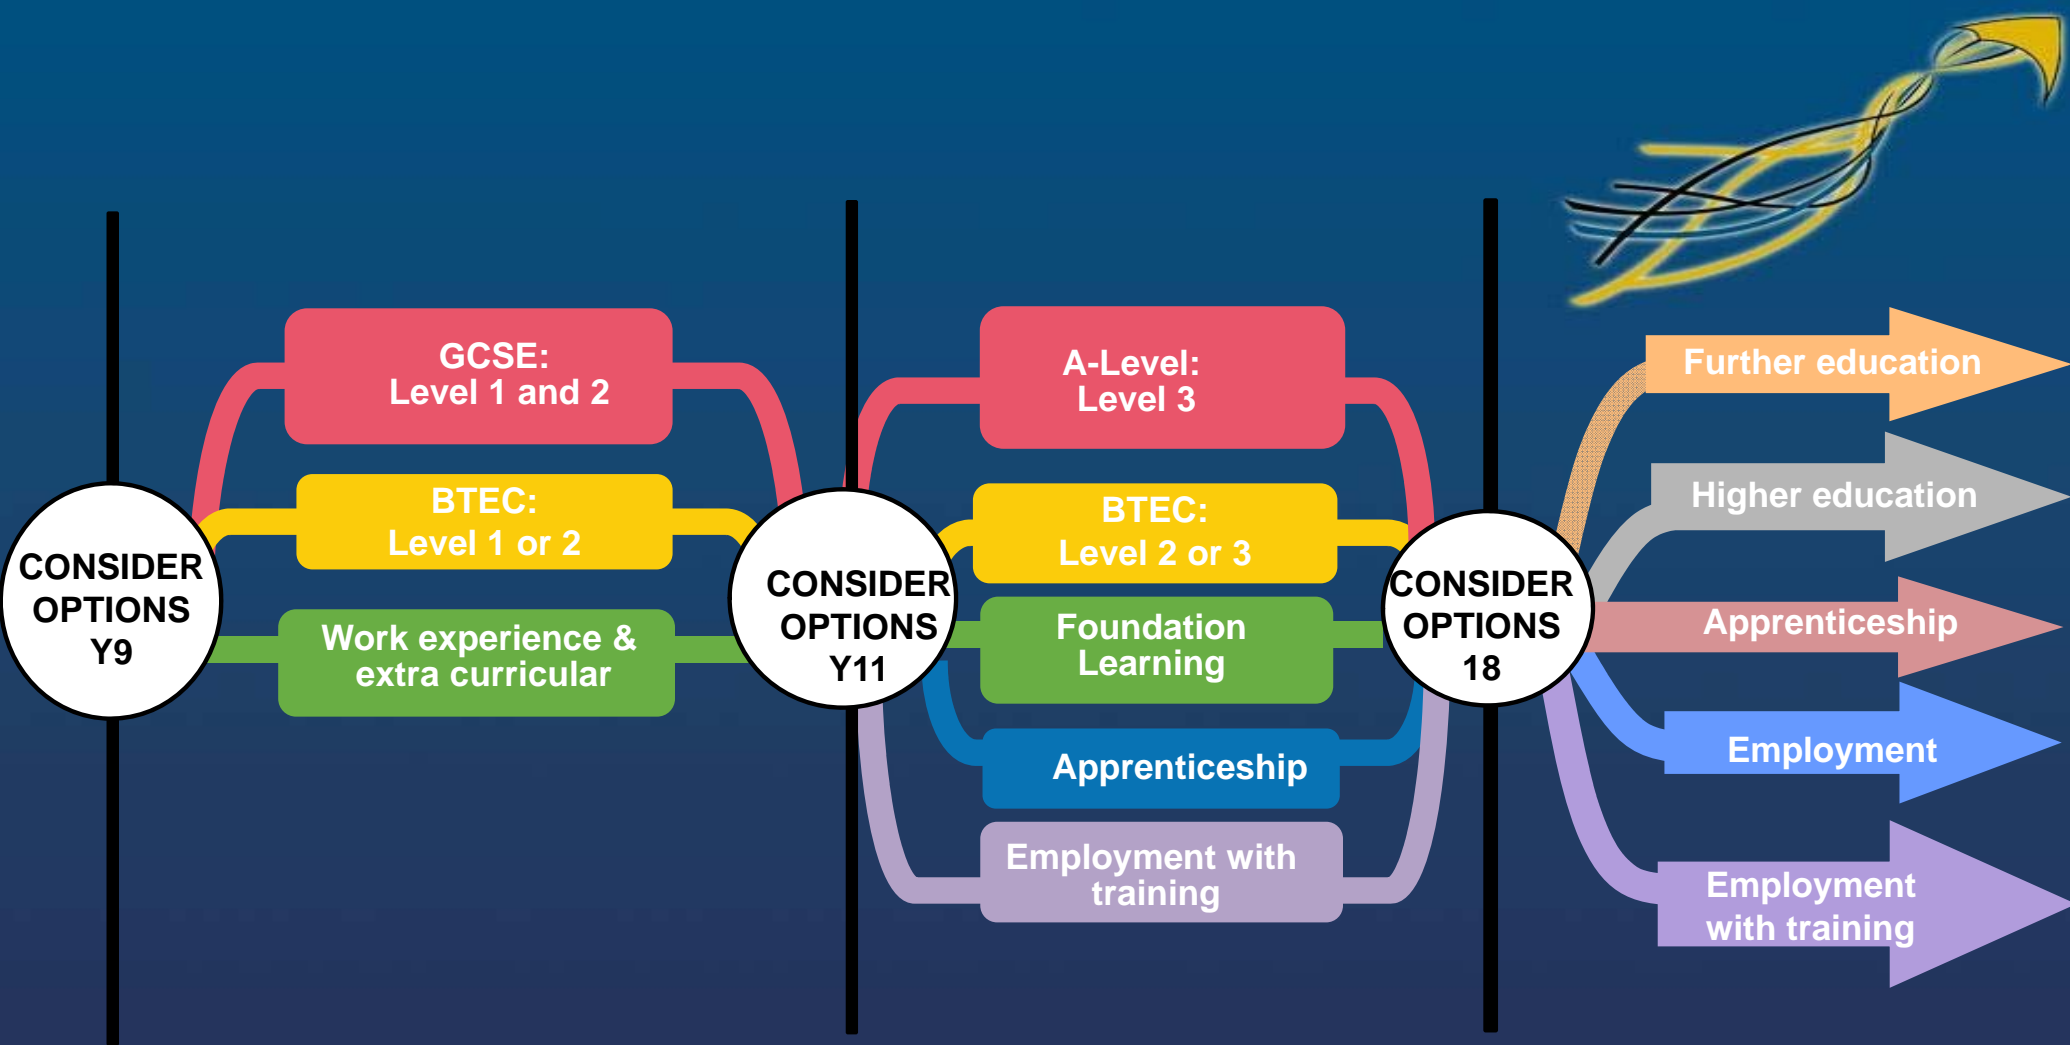 CONSIDER
OPTIONS
Y9
GCSE:
Level 1 and 2
BTEC:
Level 1 or 2
Work experience &
extra curricular
CONSIDER
OPTIONS
Y11
A-Level:
Level 3
BTEC:
Level 2 or 3
Foundation
Learning
Apprenticeship
Employment with
training
CONSIDER
OPTIONS
18
Further education
Higher education
Apprenticeship
Employment
Employment
with training